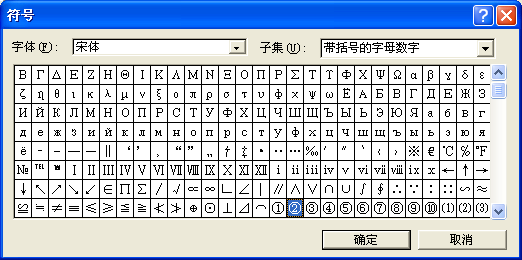 符号
字体(F): 宋体 子集(U): 带括号的字母数字
Β Γ Δ Ε Ζ Η Θ Ι Κ Λ Μ Ν Ξ Ο Π Ρ Σ Τ Υ Φ Χ Ψ Ω α β γ δ ε
ζ η θ ι κ λ μ ν ξ ο π ρ σ τ υ φ χ ψ ω Ё А Б В Г Д Е Ж З
И Й К Л М Н О П Р С Т У Ф Х Ц Ч Ш Щ Ъ Ы Ь Э Ю Я а б в г
д е ж з и й к л м н о п р с т у ф х ц ч ш щ ъ ы ь э ю я
ё ‐ – — ― ‖ ‘ ’ ‚ “ ” „ † ‡ • ‥ … ‰ ′ ″ ‵ ‹ › ※ € ℃ ℅ ℉
№ ℡ ™ Ⅰ Ⅱ Ⅲ Ⅳ Ⅴ Ⅵ Ⅶ Ⅷ Ⅸ Ⅹ Ⅺ Ⅻ ⅰ ⅱ ⅲ ⅳ ⅴ ⅵ ⅶ ⅷ ⅸ ⅹ ← ↑ →
↓ ↖ ↗ ↘ ↙ ∈ ∏ ∑ ∕ √ ∝ ∞ ∟ ∠ ∣ ∥ ∧ ∨ ∩ ∪ ∫ ∮ ∴ ∵ ∶ ∷ ∽ ≈
≌ ≒ ≠ ≡ ≤ ≥ ≦ ≧ ≮ ≯ ⊕ ⊙ ⊥ ⊿ ⌒ ① ② ③ ④ ⑤ ⑥ ⑦ ⑧ ⑨ ⑩ ⑴ ⑵ ⑶
确定 取消